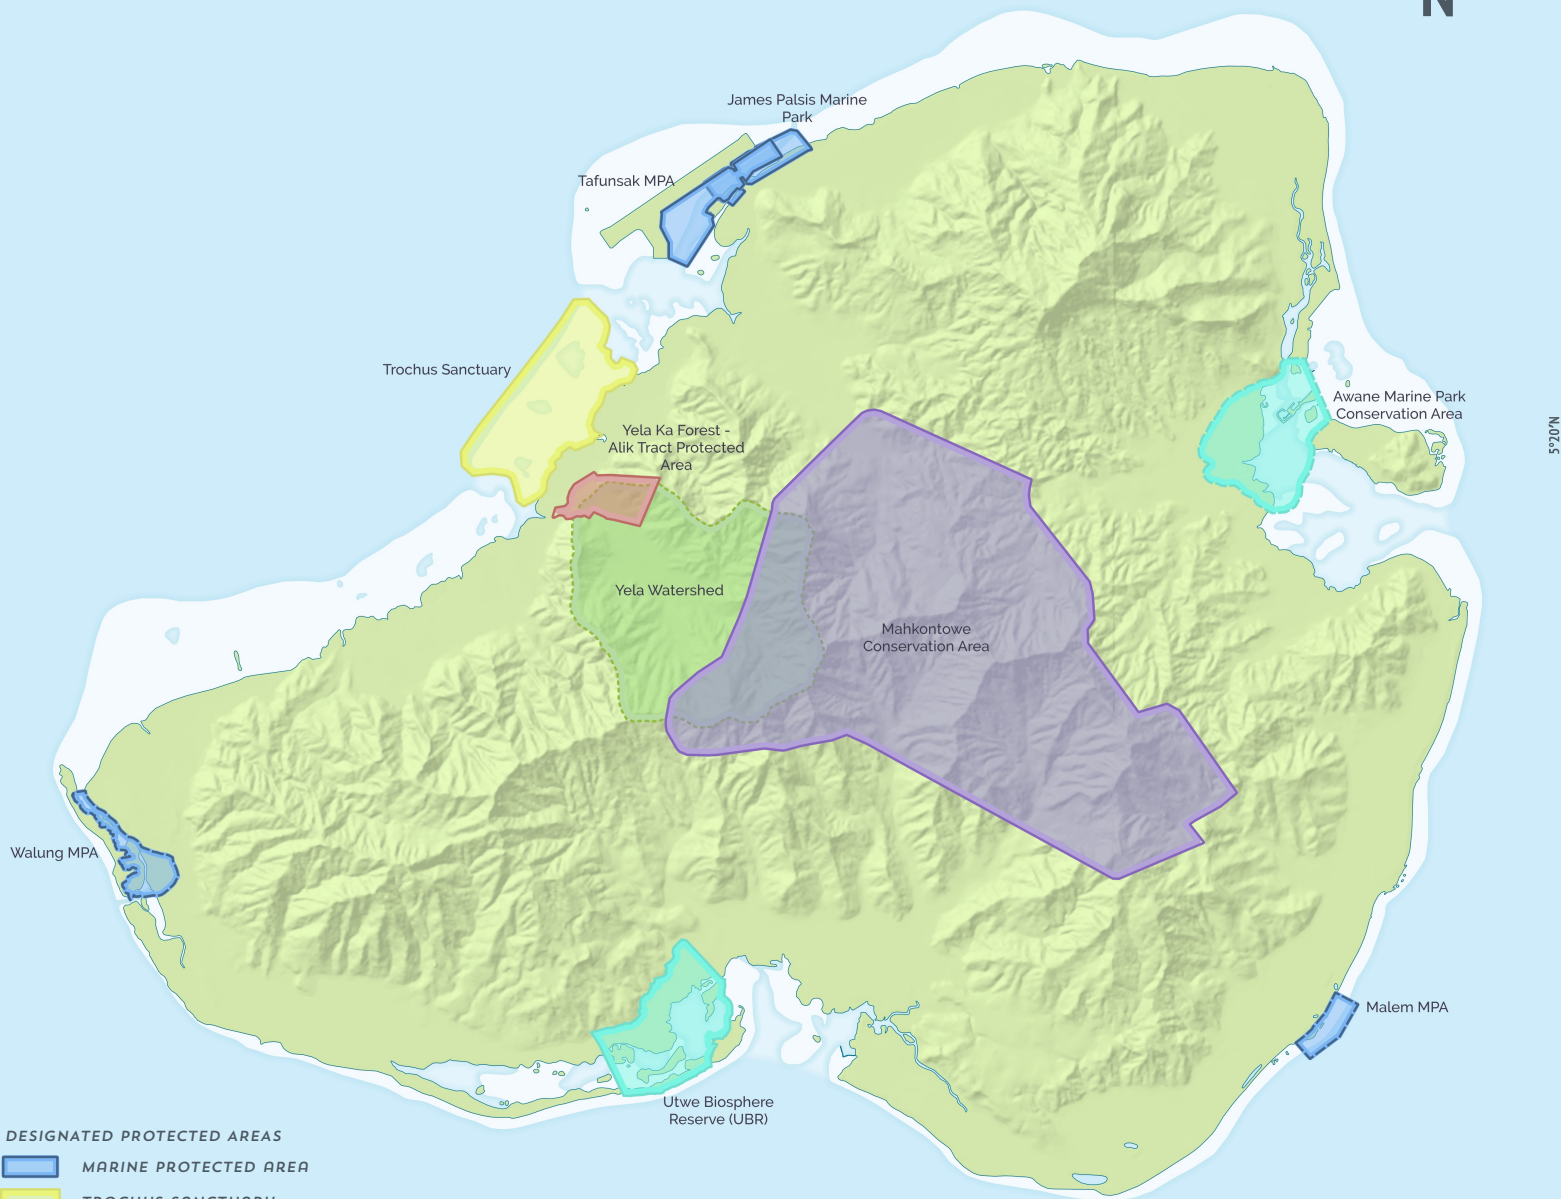 N
James Palsis Marine
Park
Tafunsak MPA
Trochus Sanctuary
Awane Marine Park
Conservation Area
5°20'N
Yela Ka Forest -
Alik Tract Protected
Area
Yela Watershed
Mahkontowe
Conservation Area
Walung MPA
Malem MPA
Utwe Biosphere
Reserve (UBR)
DESIGNATED PROTECTED AREAS
MARINE PROTECTED AREA
TROCHUS SANCTUARY